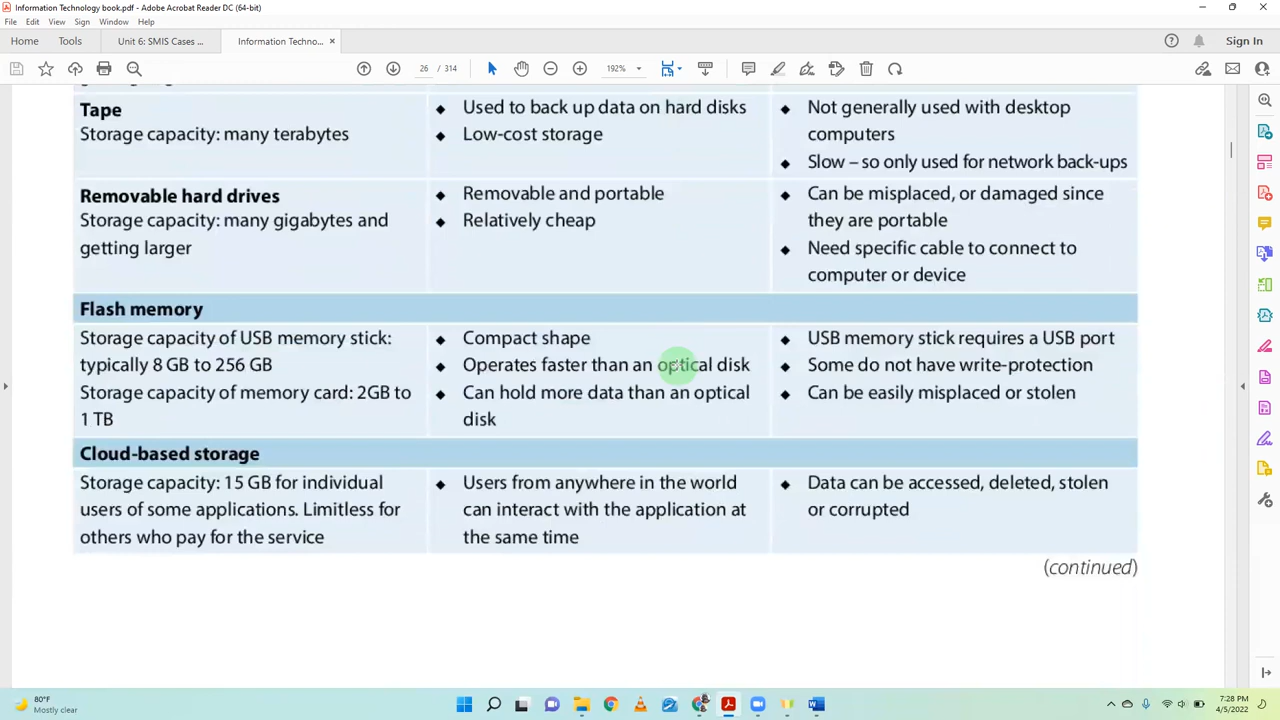 Information Technology book.pdf - Adobe Acrobat Reader DC (64-bit)
File Edit View Sign Window Help
Home Tools Unit 6: SMIS Cases ... Information Techno... × Sign In
26 / 314 192%
Tape
Storage capacity: many terabytes
◆ Used to back up data on hard disks
◆ Low-cost storage
◆ Not generally used with desktop
computers
◆ Slow – so only used for network back-ups
Removable hard drives
Storage capacity: many gigabytes and
getting larger
◆ Removable and portable
◆ Relatively cheap
◆ Can be misplaced, or damaged since
they are portable
◆ Need specific cable to connect to
computer or device
Flash memory
Storage capacity of USB memory stick:
typically 8 GB to 256 GB
Storage capacity of memory card: 2GB to
1 TB
◆ Compact shape
◆ Operates faster than an optical disk
◆ Can hold more data than an optical
disk
◆ USB memory stick requires a USB port
◆ Some do not have write-protection
◆ Can be easily misplaced or stolen
Cloud-based storage
Storage capacity: 15 GB for individual
users of some applications. Limitless for
others who pay for the service
◆ Users from anywhere in the world
can interact with the application at
the same time
◆ Data can be accessed, deleted, stolen
or corrupted
(continued)
80°F
Mostly clear
7:28 PM
4/5/2022